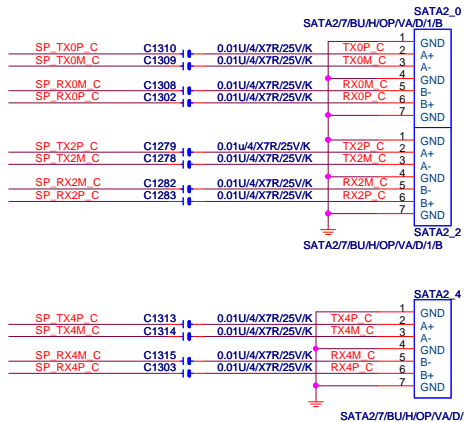 SATA2_0
SATA2/7/BU/H/OP/VA/D/1/B
1 GND
SP_TX0P_C C1310 0.01U/4/X7R/25V/K TX0P_C 2 A+
SP_TX0M_C C1309 0.01U/4/X7R/25V/K TX0M_C 3 A-
4 GND
SP_RX0M_C C1308 0.01U/4/X7R/25V/K RX0M_C 5 B-
SP_RX0P_C C1302 0.01U/4/X7R/25V/K RX0P_C 6 B+
7 GND
1 GND
SP_TX2P_C C1279 0.01u/4/X7R/25V/K TX2P_C 2 A+
SP_TX2M_C C1278 0.01U/4/X7R/25V/K TX2M_C 3 A-
4 GND
SP_RX2M_C C1282 0.01U/4/X7R/25V/K RX2M_C 5 B-
SP_RX2P_C C1283 0.01U/4/X7R/25V/K RX2P_C 6 B+
7 GND
SATA2_2
SATA2/7/BU/H/OP/VA/D/1/B
SATA2_4
1 GND
SP_TX4P_C C1313 0.01U/4/X7R/25V/K TX4P_C 2 A+
SP_TX4M_C C1314 0.01U/4/X7R/25V/K TX4M_C 3 A-
4 GND
SP_RX4M_C C1315 0.01U/4/X7R/25V/K RX4M_C 5 B-
SP_RX4P_C C1303 0.01U/4/X7R/25V/K RX4P_C 6 B+
7 GND
SATA2/7/BU/H/OP/VA/D/